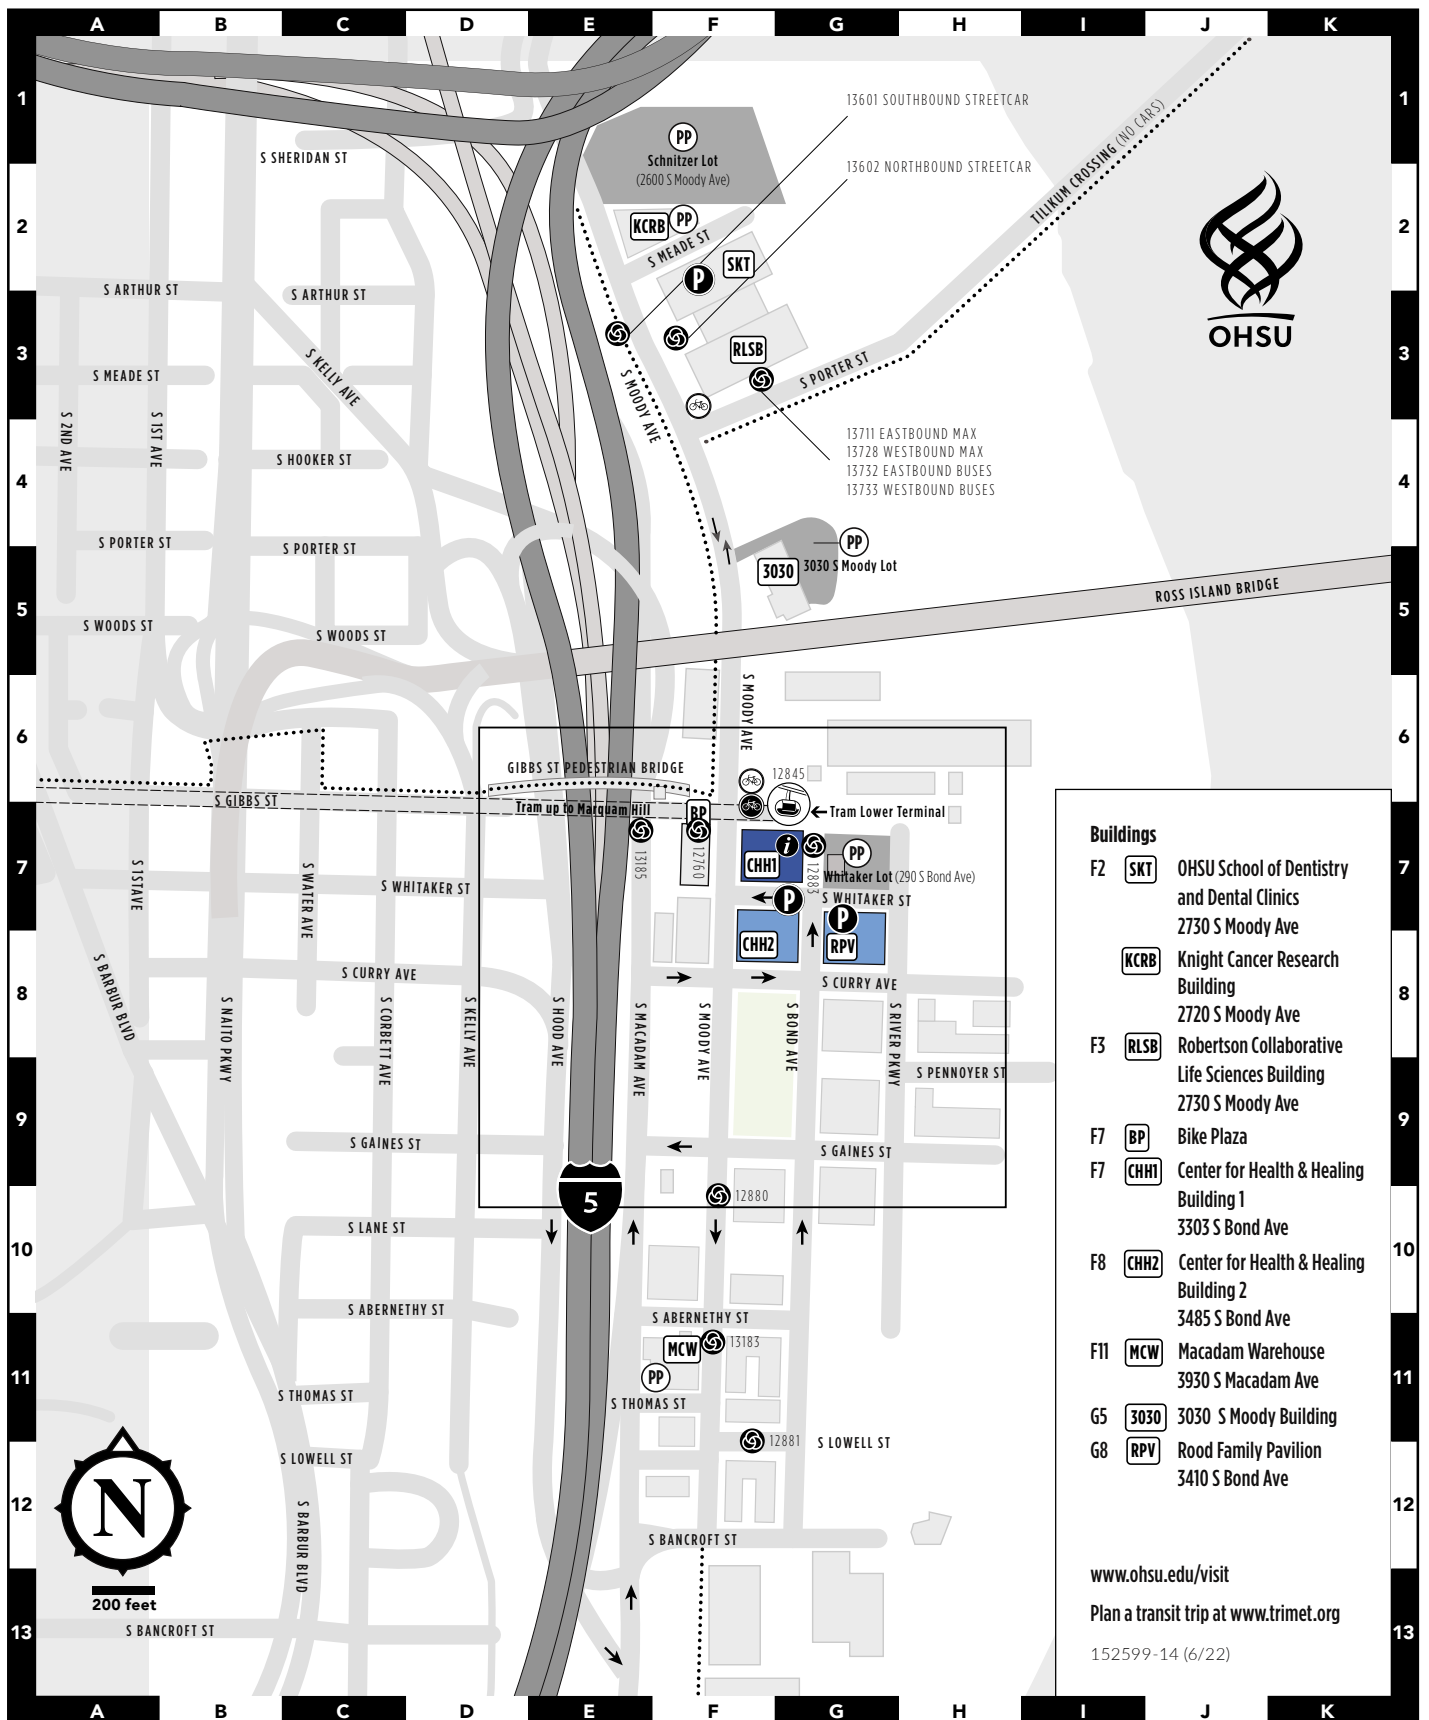 A B C D E F G H I J K
1 1
13601 SOUTHBOUND STREETCAR
PP
Schnitzer Lot
(2600 S Moody Ave)
S SHERIDAN ST
13602 NORTHBOUND STREETCAR
TILIKUM CROSSING (NO CARS)
2 2
KCRB PP
S MEADE ST
SKT
P
OHSU
S ARTHUR ST
S ARTHUR ST
3 3
RLSB
S PORTER ST
S MEADE ST
S KELLY AVE
S MOODY AVE
S 2ND AVE
S 1ST AVE
13711 EASTBOUND MAX
13728 WESTBOUND MAX
13732 EASTBOUND BUSES
13733 WESTBOUND BUSES
S HOOKER ST
4 4
S PORTER ST
S PORTER ST
PP
3030 S Moody Lot
3030
5 5
ROSS ISLAND BRIDGE
S WOODS ST
S WOODS ST
S MOODY AVE
6 6
GIBBS ST PEDESTRIAN BRIDGE
12845
S GIBBS ST
Tram up to Marquam Hill
BP
Tram Lower Terminal
7 7
13185
12760
CHH1
i
12883
PP
Whitaker Lot (290 S Bond Ave)
S 1ST AVE
S WATER AVE
S WHITAKER ST
P
S WHITAKER ST
P
CHH2
RPV
S BARBUR BLVD
S CURRY AVE
S CURRY AVE
8 8
S NAITO PKWY
S CORBETT AVE
S KELLY AVE
S HOOD AVE
S MACADAM AVE
S MOODY AVE
S BOND AVE
S RIVER PKWY
S PENNOYER ST
9 9
S GAINES ST
S GAINES ST
5
12880
S LANE ST
10 10
S ABERNETHY ST
S ABERNETHY ST
MCW
13183
11 11
PP
S THOMAS ST
S THOMAS ST
12881
S LOWELL ST
S LOWELL ST
N
12 12
S BARBUR BLVD
S BANCROFT ST
200 feet
13 13
S BANCROFT ST
Buildings
F2 SKT OHSU School of Dentistry
and Dental Clinics
2730 S Moody Ave
KCRB Knight Cancer Research
Building
2720 S Moody Ave
F3 RLSB Robertson Collaborative
Life Sciences Building
2730 S Moody Ave
F7 BP Bike Plaza
F7 CHH1 Center for Health & Healing
Building 1
3303 S Bond Ave
F8 CHH2 Center for Health & Healing
Building 2
3485 S Bond Ave
F11 MCW Macadam Warehouse
3930 S Macadam Ave
G5 3030 3030 S Moody Building
G8 RPV Rood Family Pavilion
3410 S Bond Ave
www.ohsu.edu/visit
Plan a transit trip at www.trimet.org
152599-14 (6/22)
A B C D E F G H I J K